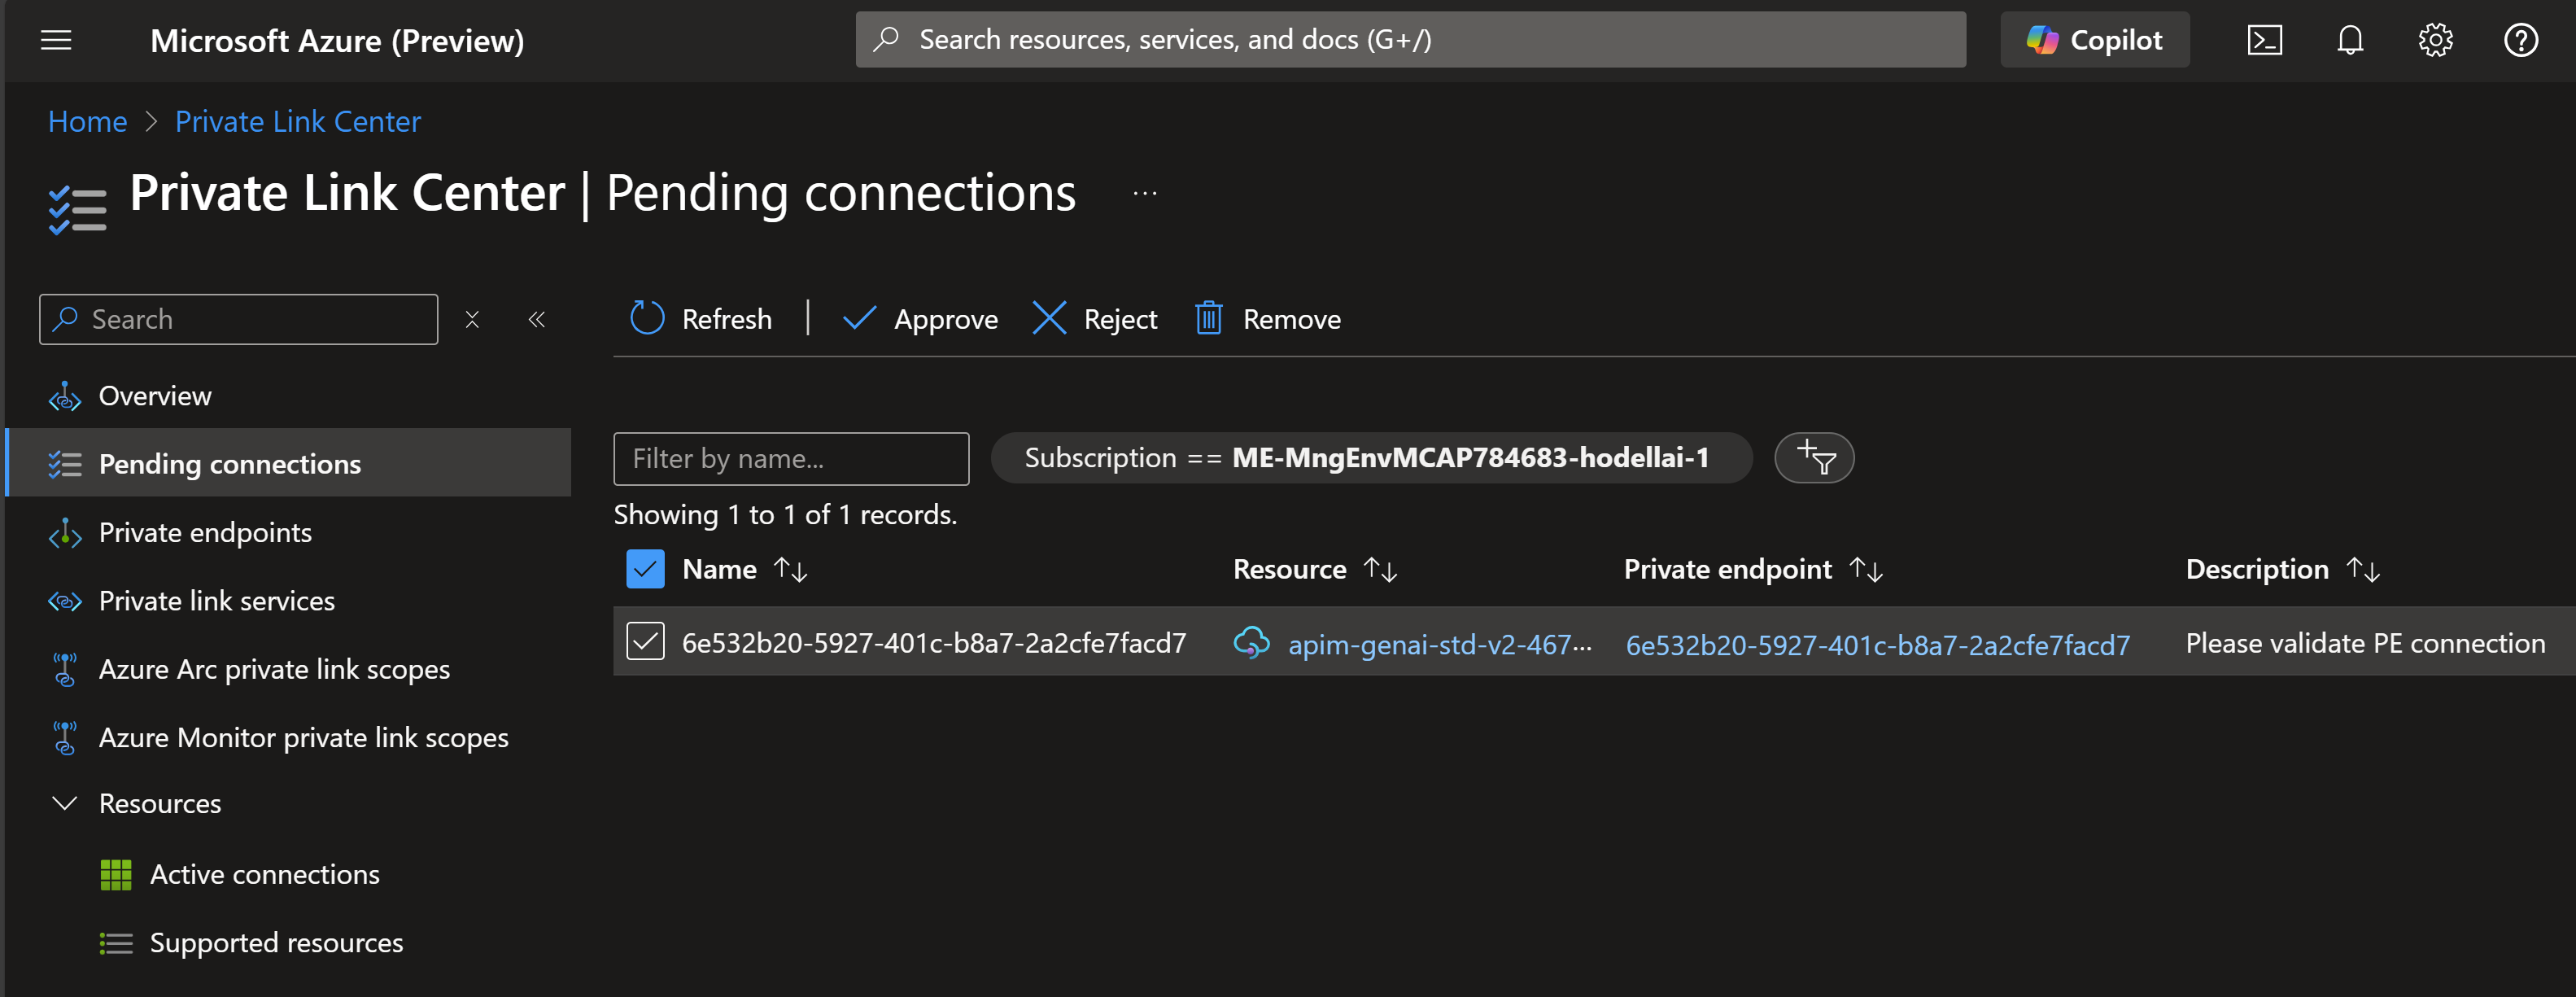 Microsoft Azure (Preview)
Search resources, services, and docs (G+/)
Copilot
Home > Private Link Center
Private Link Center | Pending connections ...
Search
Overview
Pending connections
Private endpoints
Private link services
Azure Arc private link scopes
Azure Monitor private link scopes
Resources
Active connections
Supported resources
Refresh | Approve Reject Remove
Filter by name...
Subscription == ME-MngEnvMCAP784683-hodellai-1
Showing 1 to 1 of 1 records.
Name Resource Private endpoint Description
6e532b20-5927-401c-b8a7-2a2cfe7facd7 apim-genai-std-v2-467... 6e532b20-5927-401c-b8a7-2a2cfe7facd7 Please validate PE connection